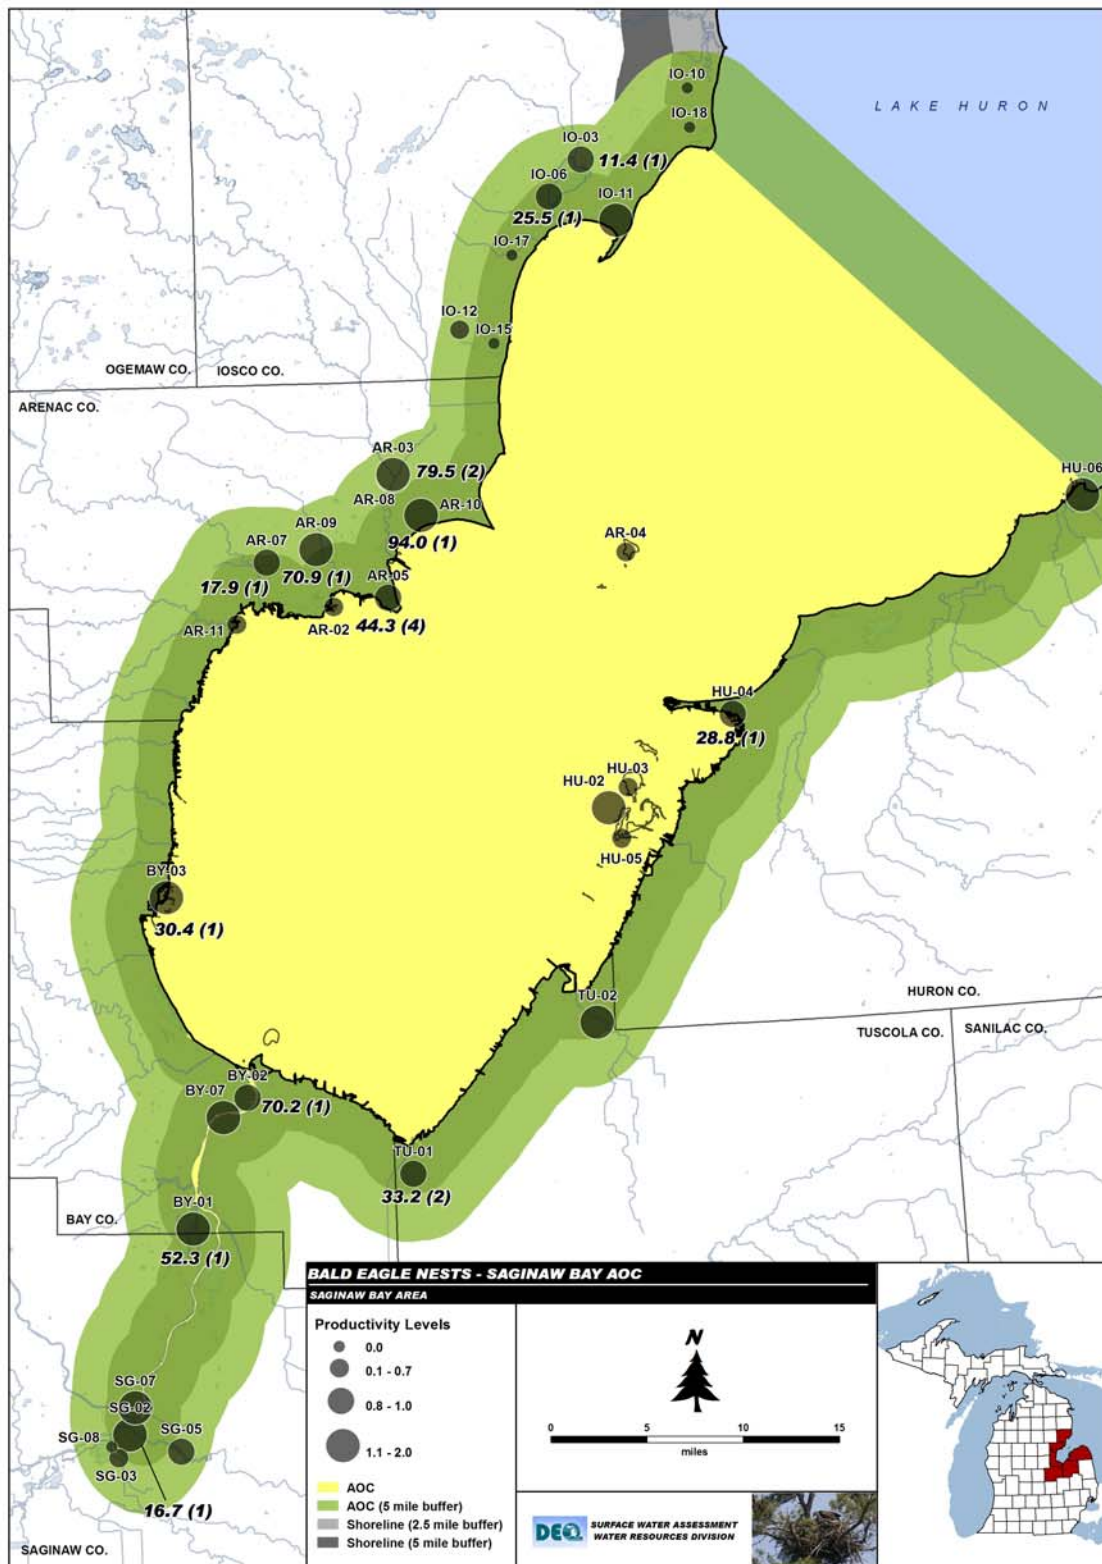 IO-10
LAKE HURON
IO-18
IO-03
11.4 (1)
IO-06
IO-11
25.5 (1)
IO-17
IO-12
IO-15
OGEMAW CO.
IOSCO CO.
ARENAC CO.
AR-03
79.5 (2)
HU-06
AR-08
AR-10
AR-09
94.0 (1)
AR-04
AR-07
70.9 (1)
17.9 (1)
AR-05
AR-11
AR-02
44.3 (4)
HU-04
28.8 (1)
HU-03
HU-02
HU-05
BY-03
30.4 (1)
HURON CO.
TU-02
TUSCOLA CO.
SANILAC CO.
BY-02
BY-07
70.2 (1)
TU-01
33.2 (2)
BY-01
BAY CO.
52.3 (1)
SG-07
SG-02
SG-08
SG-05
SG-03
16.7 (1)
SAGINAW CO.
BALD EAGLE NESTS - SAGINAW BAY AOC
SAGINAW BAY AREA
Productivity Levels
0.0
0.1 - 0.7
0.8 - 1.0
1.1 - 2.0
AOC
AOC (5 mile buffer)
Shoreline (2.5 mile buffer)
Shoreline (5 mile buffer)
N
0 5 10 15
miles
DEQ
SURFACE WATER ASSESSMENT
WATER RESOURCES DIVISION